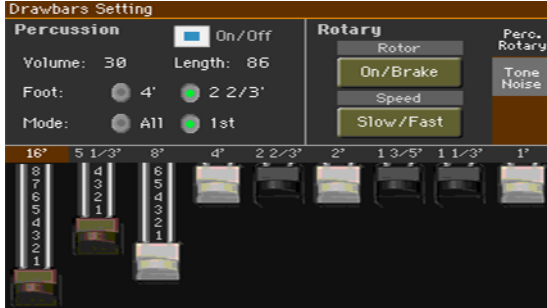 Drawbars Setting
Percussion
On/Off
Volume: 30 Length: 86
Foot: 4' 2 2/3'
Mode: All 1st
Rotary
Rotor
On/Brake
Speed
Slow/Fast
Perc.
Rotary
Tone
Noise
16' 5 1/3' 8' 4' 2 2/3' 2' 1 3/5' 1 1/3' 1'
8 4 6
7 3 5
6 2 4
5 1 3
4 2
3 1
2
1